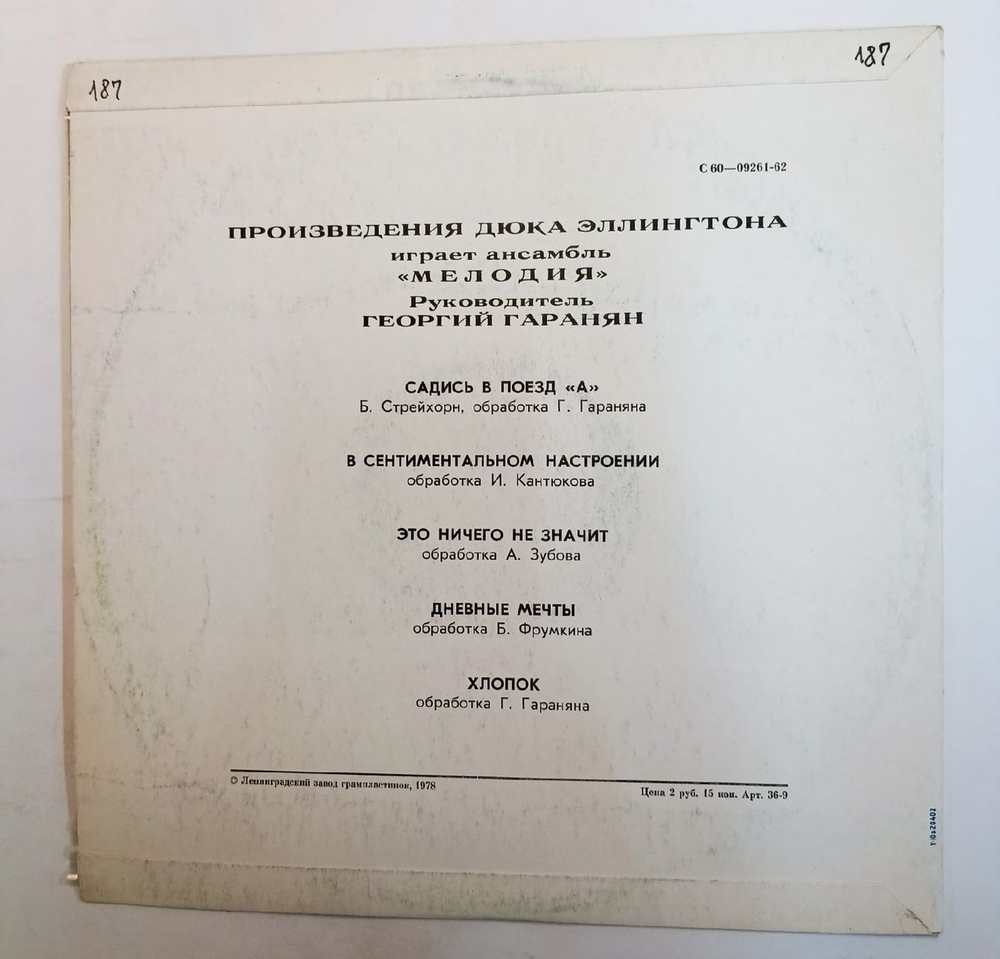 187
187
С 60—09261-62
ПРОИЗВЕДЕНИЯ ДЮКА ЭЛЛИНГТОНА
играет ансамбль
«МЕЛОДИЯ»
Руководитель
ГЕОРГИЙ ГАРАНЯН
САДИСЬ В ПОЕЗД «А»
Б. Стрейхорн, обработка Г. Гараняна
В СЕНТИМЕНТАЛЬНОМ НАСТРОЕНИИ
обработка И. Кантюкова
ЭТО НИЧЕГО НЕ ЗНАЧИТ
обработка А. Зубова
ДНЕВНЫЕ МЕЧТЫ
обработка Б. Фрумкина
ХЛОПОК
обработка Г. Гараняна
© Ленинградский завод грампластинок, 1978
Цена 2 руб. 15 коп. Арт. 36-9